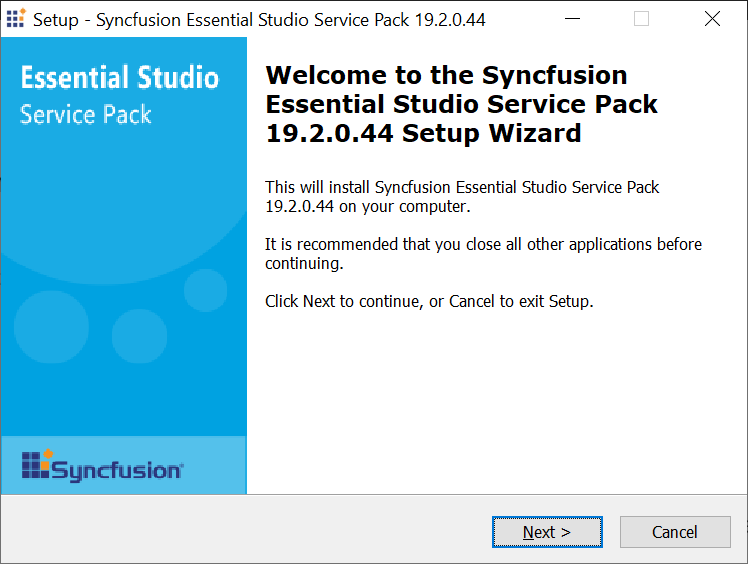 Setup - Syncfusion Essential Studio Service Pack 19.2.0.44
Essential Studio
Service Pack
Welcome to the Syncfusion
Essential Studio Service Pack
19.2.0.44 Setup Wizard
This will install Syncfusion Essential Studio Service Pack
19.2.0.44 on your computer.
It is recommended that you close all other applications before
continuing.
Click Next to continue, or Cancel to exit Setup.
Syncfusion®
Next >
Cancel